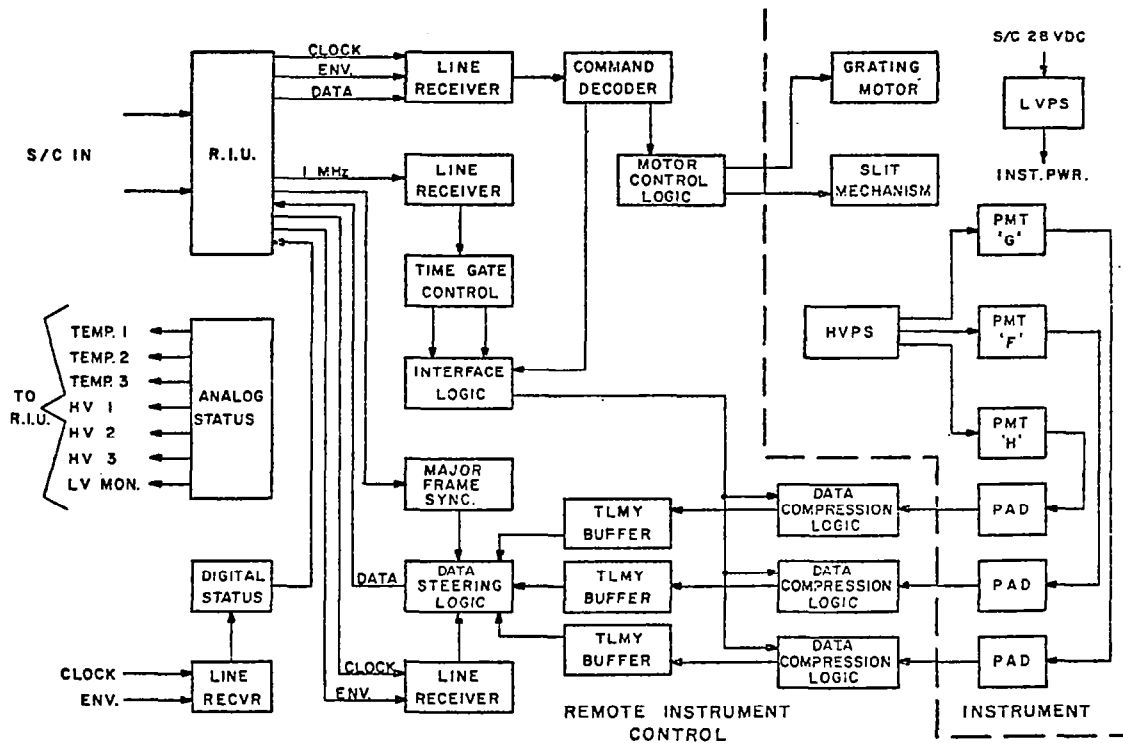 S/C 28 VDC
CLOCK
ENV.
DATA
LINE
RECEIVER
COMMAND
DECODER
GRATING
MOTOR
LVPS
S/C IN
R.I.U.
1 MHz
LINE
RECEIVER
MOTOR
CONTROL
LOGIC
SLIT
MECHANISM
INST. PWR.
PMT
'G'
TIME GATE
CONTROL
HVPS
PMT
'F'
TO
R.I.U.
TEMP. 1
TEMP. 2
TEMP. 3
HV 1
HV 2
HV 3
LV MON.
ANALOG
STATUS
INTERFACE
LOGIC
PMT
'H'
MAJOR
FRAME
SYNC.
TLMY
BUFFER
DATA
COMPRESSION
LOGIC
PAD
DIGITAL
STATUS
DATA
DATA
STEERING
LOGIC
TLMY
BUFFER
DATA
COMPRESSION
LOGIC
PAD
TLMY
BUFFER
DATA
COMPRESSION
LOGIC
PAD
CLOCK
ENV.
LINE
RECVR
CLOCK
ENV.
LINE
RECEIVER
REMOTE INSTRUMENT
CONTROL
INSTRUMENT